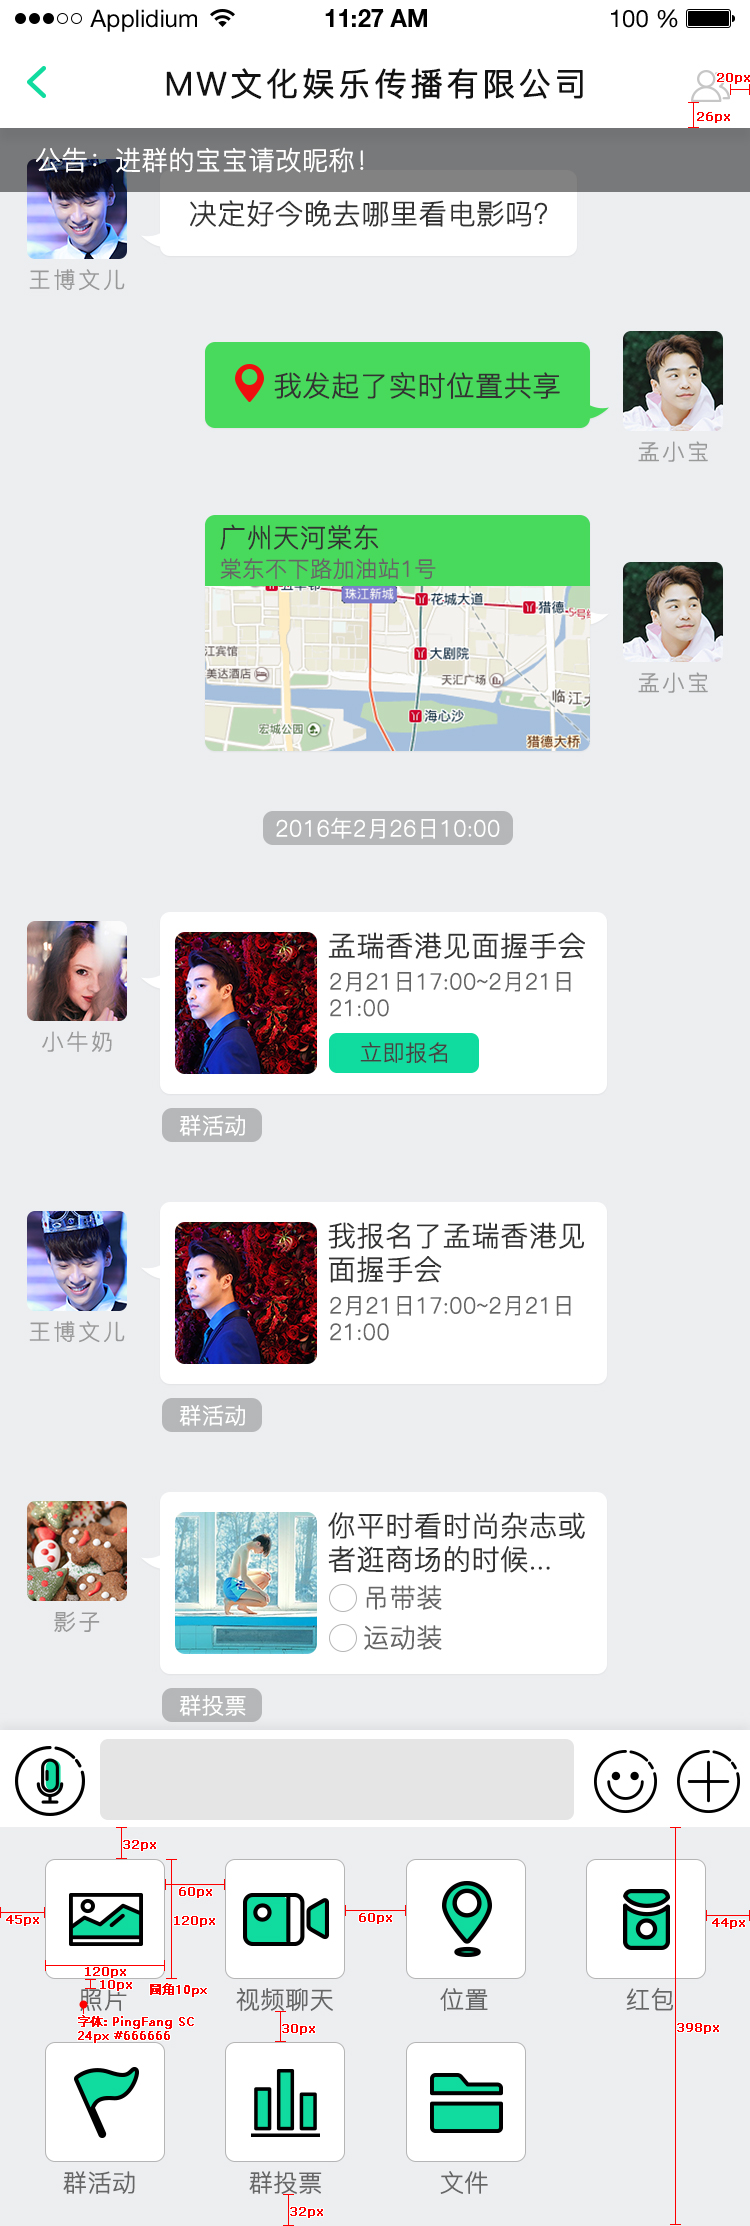 Applidium 11:27 AM 100 %
MW文化娱乐传播有限公司
20px
26px
公告：进群的宝宝请改昵称!
决定好今晚去哪里看电影吗?
王博文儿
我发起了实时位置共享
孟小宝
广州天河棠东
棠东不下路加油站1号
珠江新城
花城大道
猎德
5号线
江宾馆
大剧院
美达酒店
天汇广场
孟小宝
临江大
海心沙
宏城公园
猎德大桥
2016年2月26日10:00
孟瑞香港见面握手会
2月21日17:00~2月21日
21:00
立即报名
小牛奶
群活动
我报名了孟瑞香港见
面握手会
2月21日17:00~2月21日
21:00
王博文儿
群活动
你平时看时尚杂志或
者逛商场的时候...
吊带装
运动装
影子
群投票
32px
60px
45px
120px
60px
44px
120px
10px
圆角10px
照片
视频聊天
位置
红包
字体: PingFang SC
24px #666666
30px
398px
群活动
群投票
文件
32px